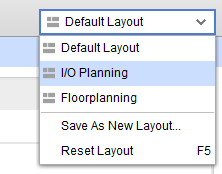 Default Layout
Default Layout
I/O Planning
Floorplanning
Save As New Layout...
Reset Layout F5